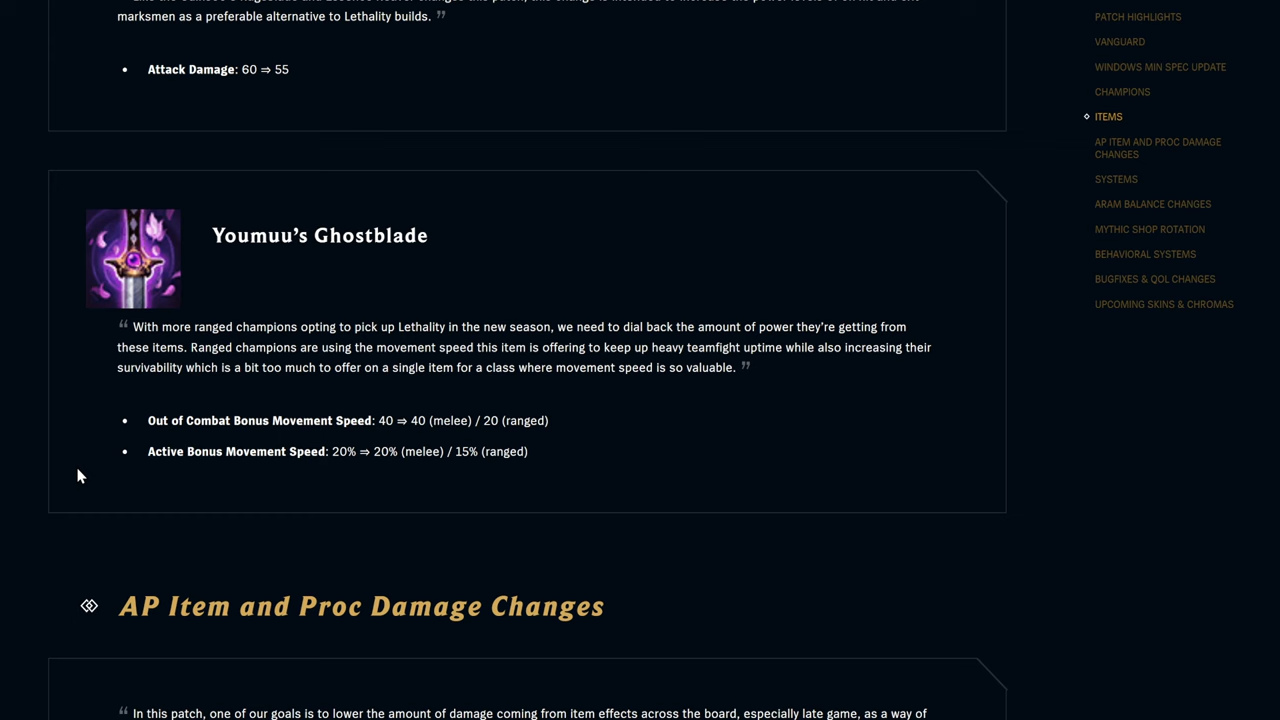 marksmen as a preferable alternative to Lethality builds. ”
• Attack Damage: 60 ⇒ 55
Youmuu's Ghostblade
“ With more ranged champions opting to pick up Lethality in the new season, we need to dial back the amount of power they're getting from
these items. Ranged champions are using the movement speed this item is offering to keep up heavy teamfight uptime while also increasing their
survivability which is a bit too much to offer on a single item for a class where movement speed is so valuable. ”
• Out of Combat Bonus Movement Speed: 40 ⇒ 40 (melee) / 20 (ranged)
• Active Bonus Movement Speed: 20% ⇒ 20% (melee) / 15% (ranged)
AP Item and Proc Damage Changes
“ In this patch, one of our goals is to lower the amount of damage coming from item effects across the board, especially late game, as a way of
PATCH HIGHLIGHTS
VANGUARD
WINDOWS MIN SPEC UPDATE
CHAMPIONS
ITEMS
AP ITEM AND PROC DAMAGE
CHANGES
SYSTEMS
ARAM BALANCE CHANGES
MYTHIC SHOP ROTATION
BEHAVIORAL SYSTEMS
BUGFIXES & QOL CHANGES
UPCOMING SKINS & CHROMAS